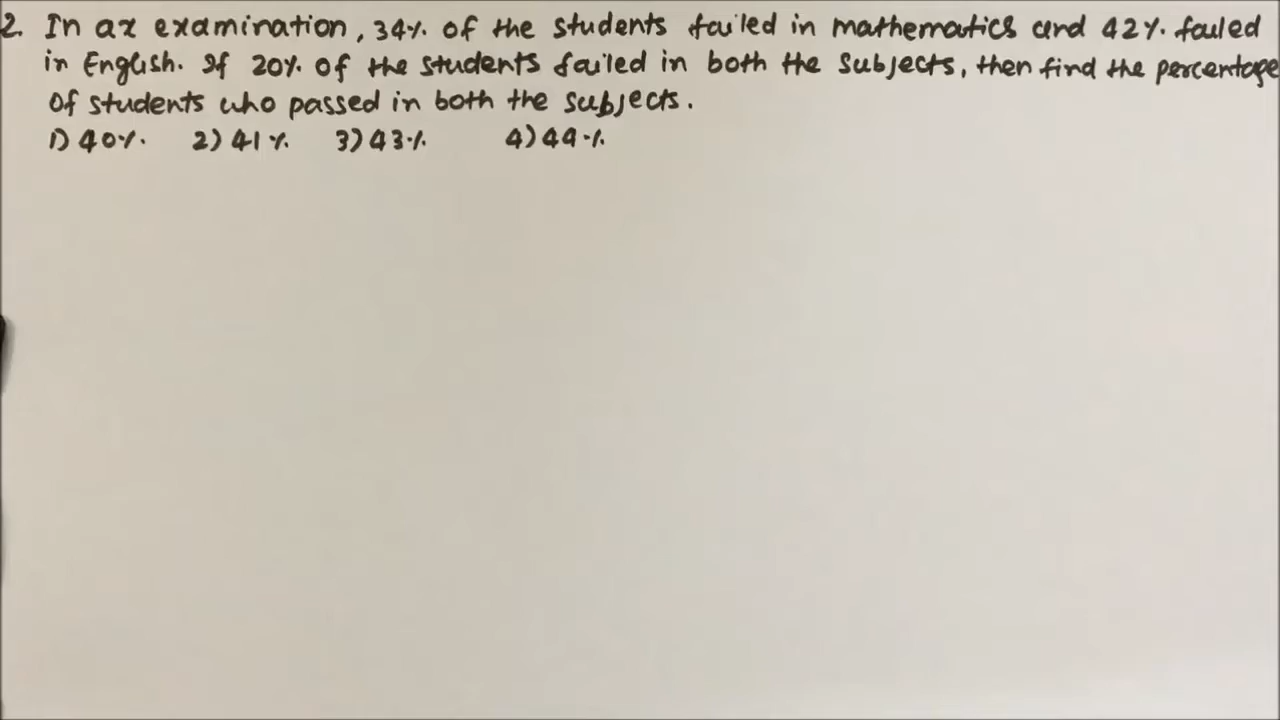 2. In ax examination, 34% of the students failed in mathematics and 42% failed
in English. If 20% of the students failed in both the subjects, then find the percentage
of students who passed in both the subjects.
1) 40% 2) 41% 3) 43% 4) 44%